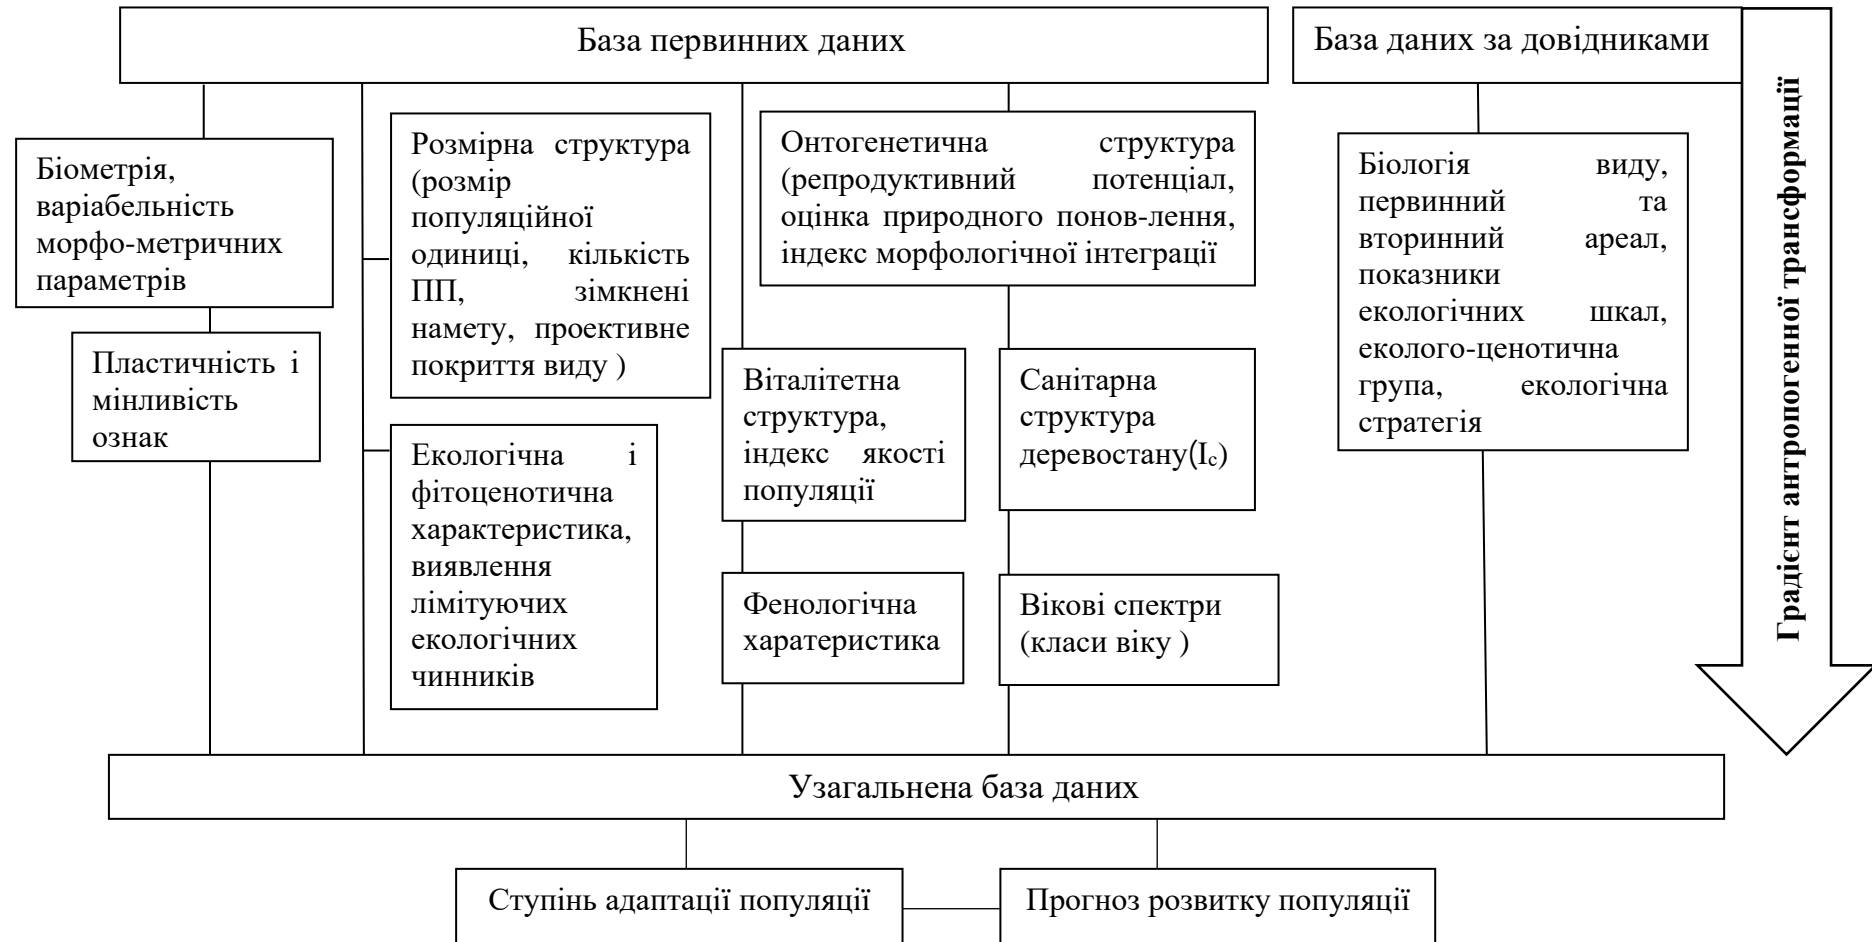 База первинних даних
База даних за довідниками
Біометрія,
варіабельність
морфо-метричних
параметрів
Пластичність і
мінливість
ознак
Розмірна структура
(розмір
популяційної
одиниці, кількість
ПП, зімкнені
намету, проективне
покриття виду )
Екологічна і
фітоценотична
характеристика,
виявлення
лімітуючих
екологічних
чинників
Онтогенетична структура
(репродуктивний потенціал,
оцінка природного понов-лення,
індекс морфологічної інтеграції
Віталітетна
структура,
індекс якості
популяції
Фенологічна
харатеристика
Санітарна
структура
деревостану(Iс)
Вікові спектри
(класи віку )
Біологія виду,
первинний та
вторинний ареал,
показники
екологічних шкал,
еколого-ценотична
група, екологічна
стратегія
Градієнт антропогенної трансформації
Узагальнена база даних
Ступінь адаптації популяції
Прогноз розвитку популяції